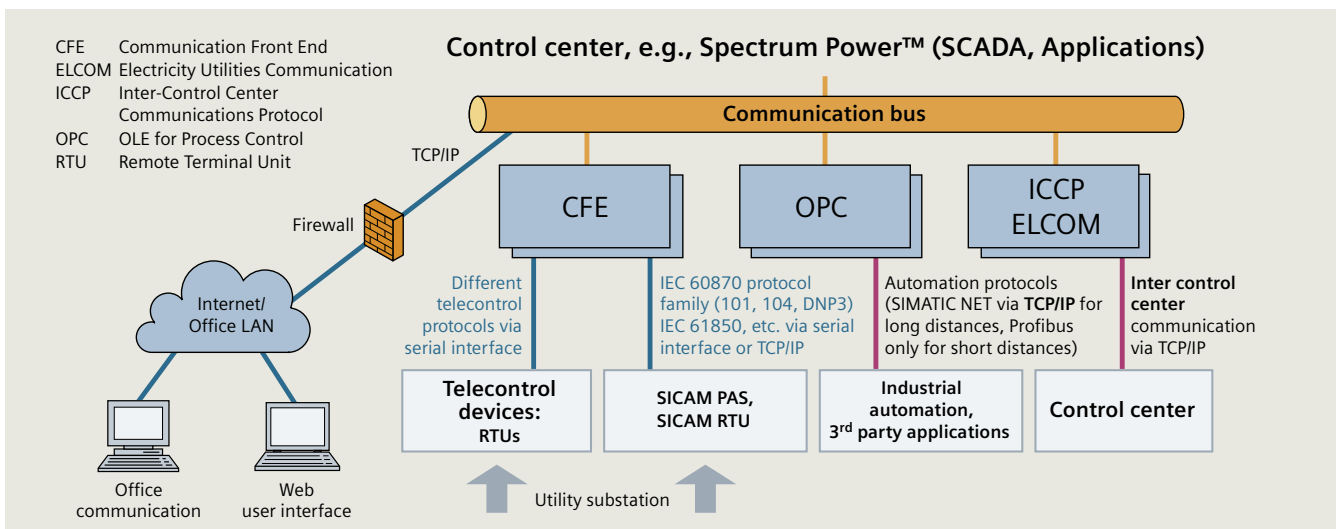 CFE Communication Front End
ELCOM Electricity Utilities Communication
ICCP Inter-Control Center
Communications Protocol
OPC OLE for Process Control
RTU Remote Terminal Unit
Control center, e.g., Spectrum Power™ (SCADA, Applications)
Communication bus
TCP/IP
Firewall
Internet/
Office LAN
Office
communication
Web
user interface
CFE
OPC
ICCP
ELCOM
Different
telecontrol
protocols via
serial interface
IEC 60870 protocol
family (101, 104, DNP3)
IEC 61850, etc. via serial
interface or TCP/IP
Automation protocols
(SIMATIC NET via TCP/IP for
long distances, Profibus
only for short distances)
Inter control
center
communication
via TCP/IP
Telecontrol
devices:
RTUs
SICAM PAS,
SICAM RTU
Industrial
automation,
3rd party applications
Control center
Utility substation